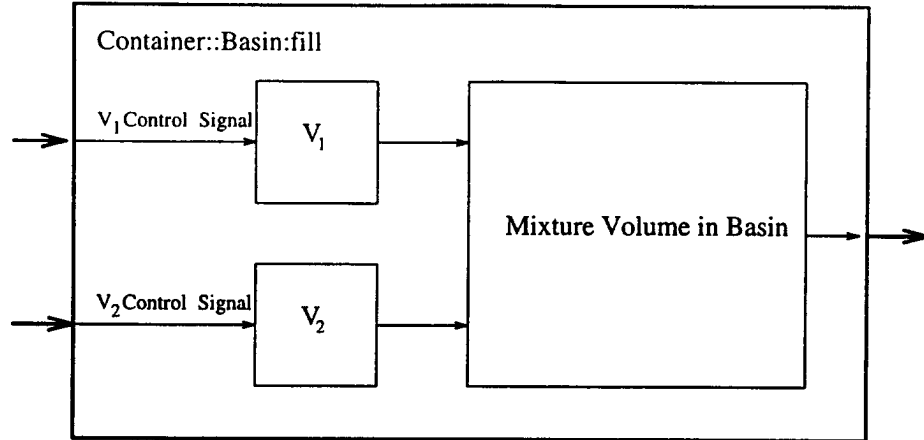 Container::Basin:fill
V1 Control Signal
V1
Mixture Volume in Basin
V2 Control Signal
V2